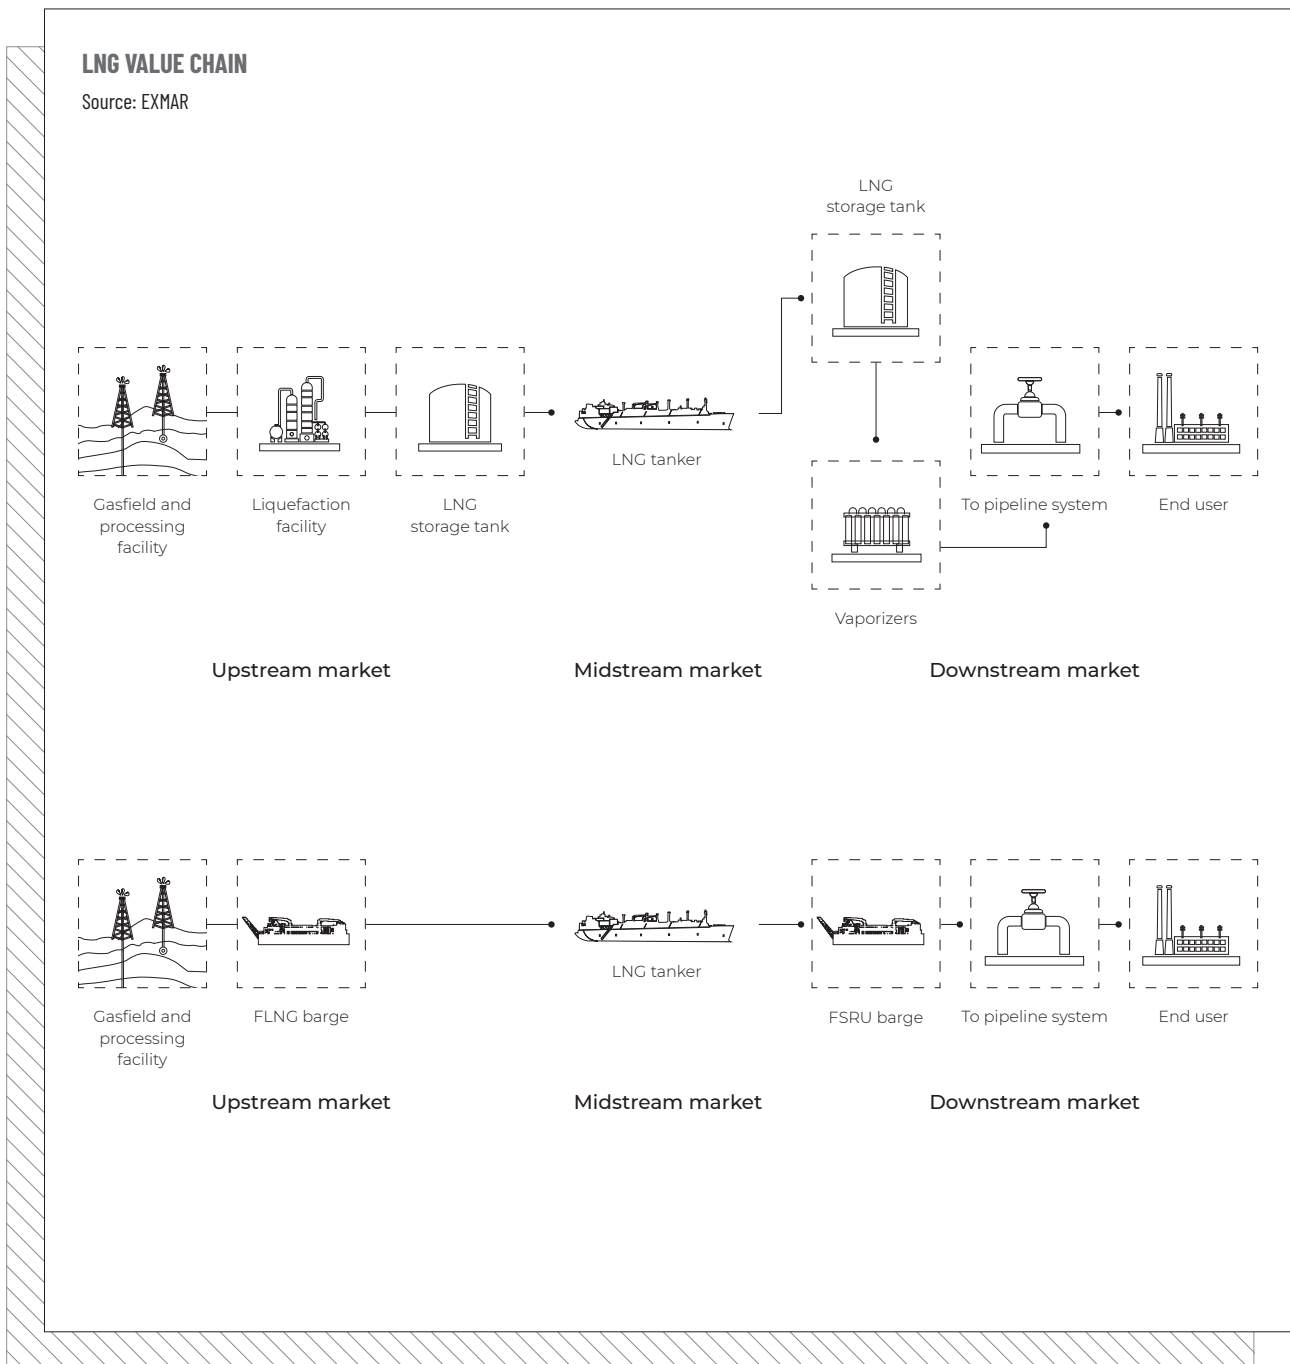 LNG VALUE CHAIN
Source: EXMAR
LNG
storage tank
LNG tanker
Gasfield and
processing
facility
Liquefaction
facility
LNG
storage tank
To pipeline system
End user
Vaporizers
Upstream market
Midstream market
Downstream market
LNG tanker
Gasfield and
processing
facility
FLNG barge
FSRU barge
To pipeline system
End user
Upstream market
Midstream market
Downstream market